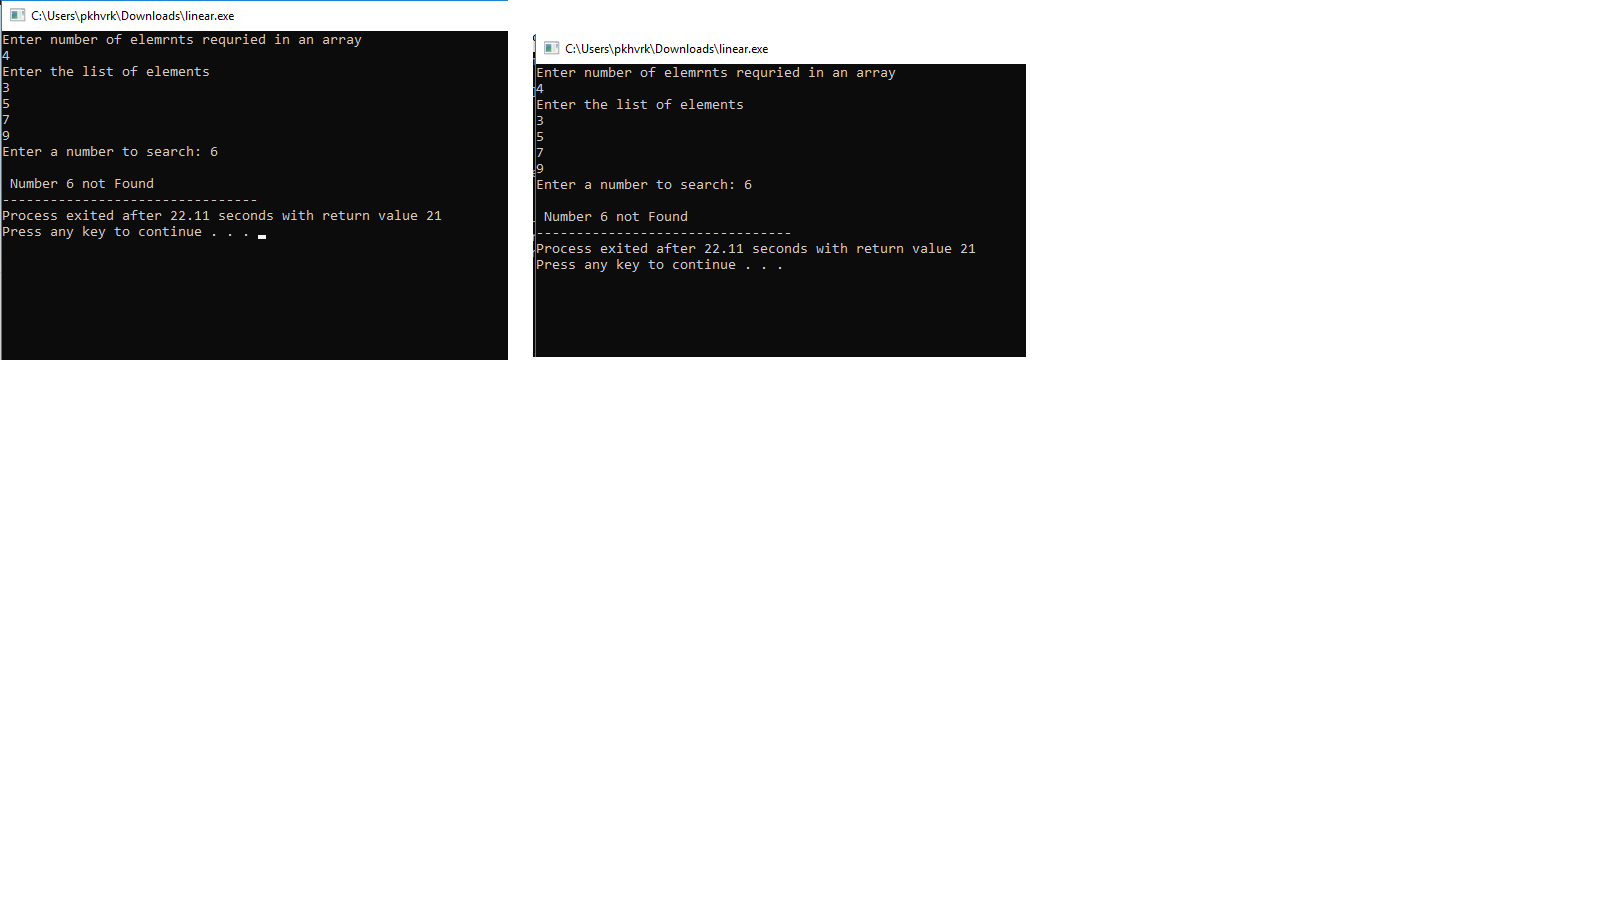 C:\Users\pkhvrk\Downloads\linear.exe
Enter number of elemrnts requried in an array
4
Enter the list of elements
3
5
7
9
Enter a number to search: 6
Number 6 not Found
--------------------------------
Process exited after 22.11 seconds with return value 21
Press any key to continue . . .
C:\Users\pkhvrk\Downloads\linear.exe
Enter number of elemrnts requried in an array
4
Enter the list of elements
3
5
7
9
Enter a number to search: 6
Number 6 not Found
--------------------------------
Process exited after 22.11 seconds with return value 21
Press any key to continue . . .